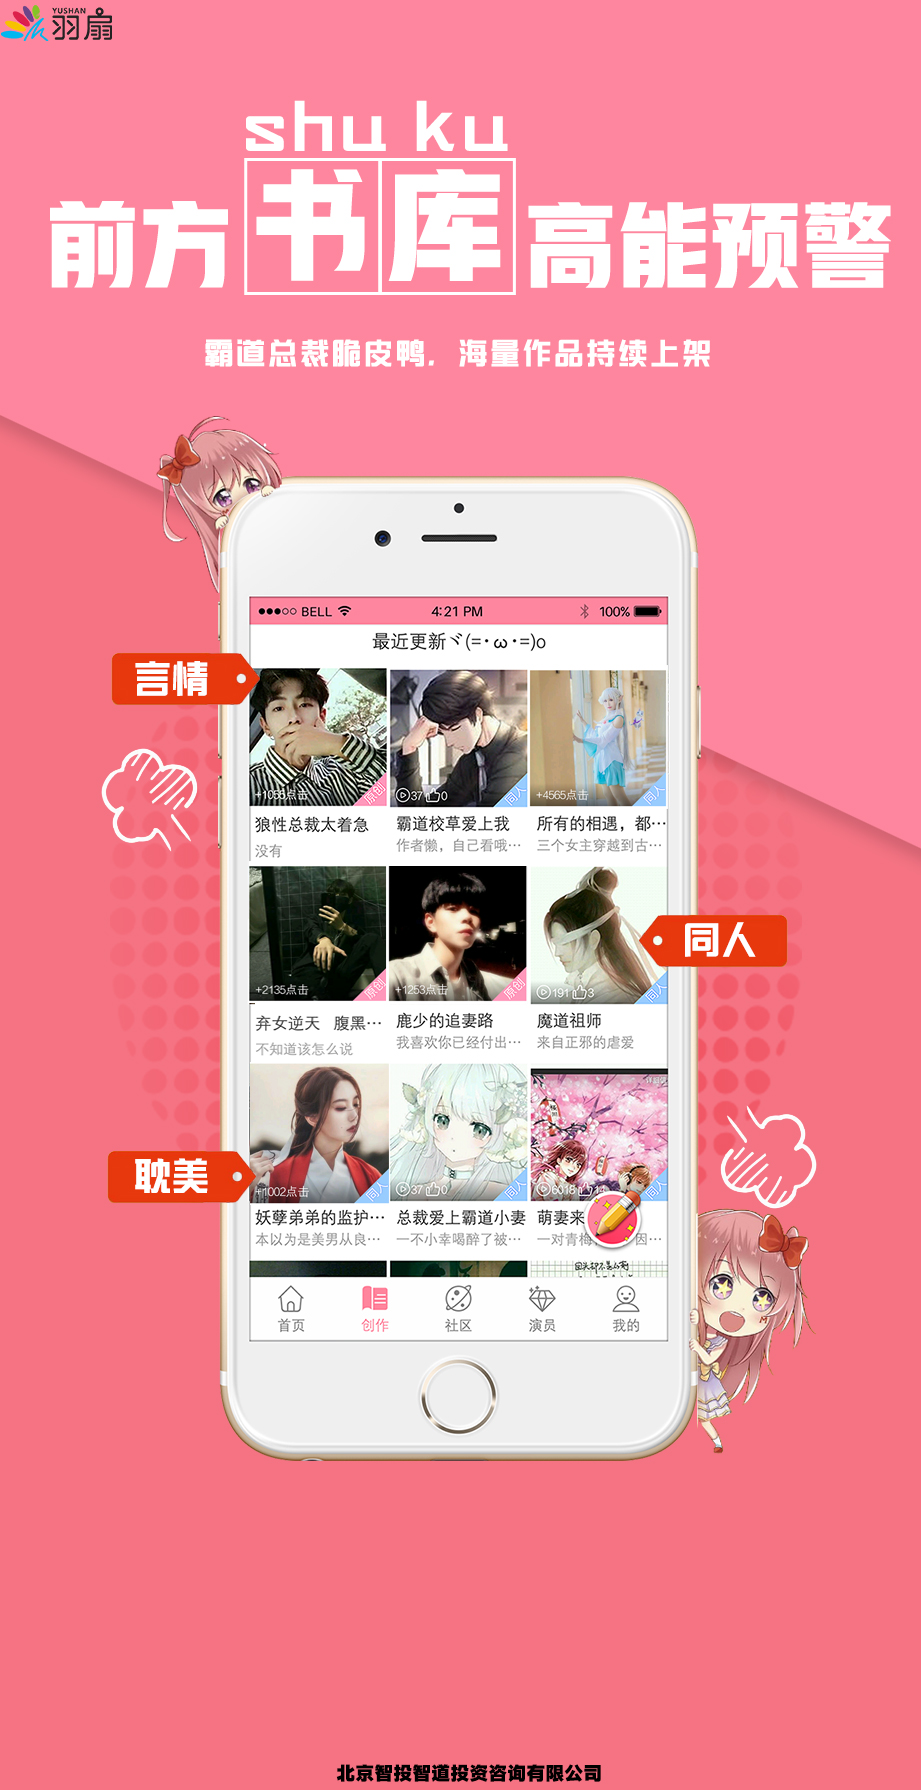 YUSHAN
羽扇
shu ku
前方书库高能预警
霸道总裁脆皮鸭，海量作品持续上架
BELL 4:21 PM 100%
最近更新ヾ(=･ω･=)o
言情
+1065点击 原创
37 0 同人
+4565点击 同人
狼性总裁太着急
没有
霸道校草爱上我
作者懒，自己看哦…
所有的相遇，都…
三个女主穿越到古…
同人
+2135点击 原创
+1253点击 原创
191 3 同人
弃女逆天 腹黑…
不知道该怎么说
鹿少的追妻路
我喜欢你已经付出…
魔道祖师
来自正邪的虐爱
耽美
+1002点击 同人
37 0 同人
6018 同人
妖孽弟弟的监护…
本以为是美男从良…
总裁爱上霸道小妻
一不小幸喝醉了被…
萌妻来
一对青梅 因…
首页 创作 社区 演员 我的
北京智投智道投资咨询有限公司